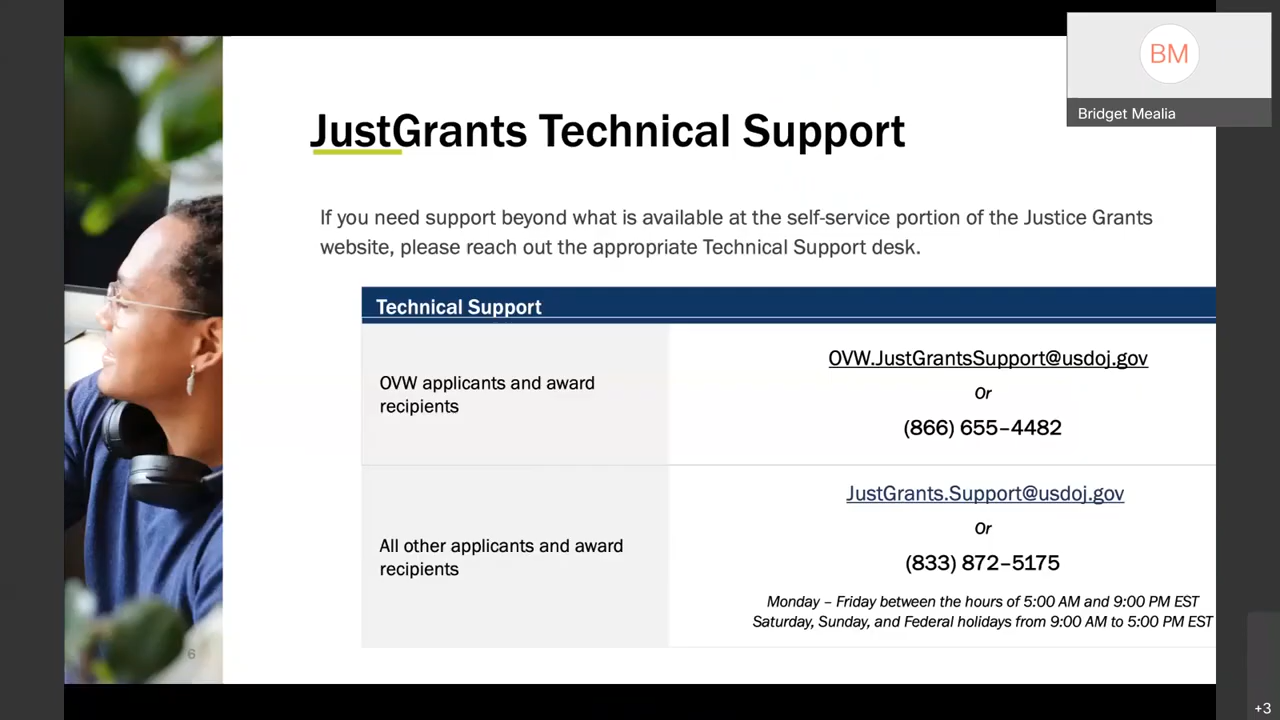 BM
Bridget Mealia
JustGrants Technical Support
If you need support beyond what is available at the self-service portion of the Justice Grants
website, please reach out the appropriate Technical Support desk.
Technical Support
OVW applicants and award
recipients
OVW.JustGrantsSupport@usdoj.gov
Or
(866) 655–4482
All other applicants and award
recipients
JustGrants.Support@usdoj.gov
Or
(833) 872–5175
Monday – Friday between the hours of 5:00 AM and 9:00 PM EST
Saturday, Sunday, and Federal holidays from 9:00 AM to 5:00 PM EST
6
+3